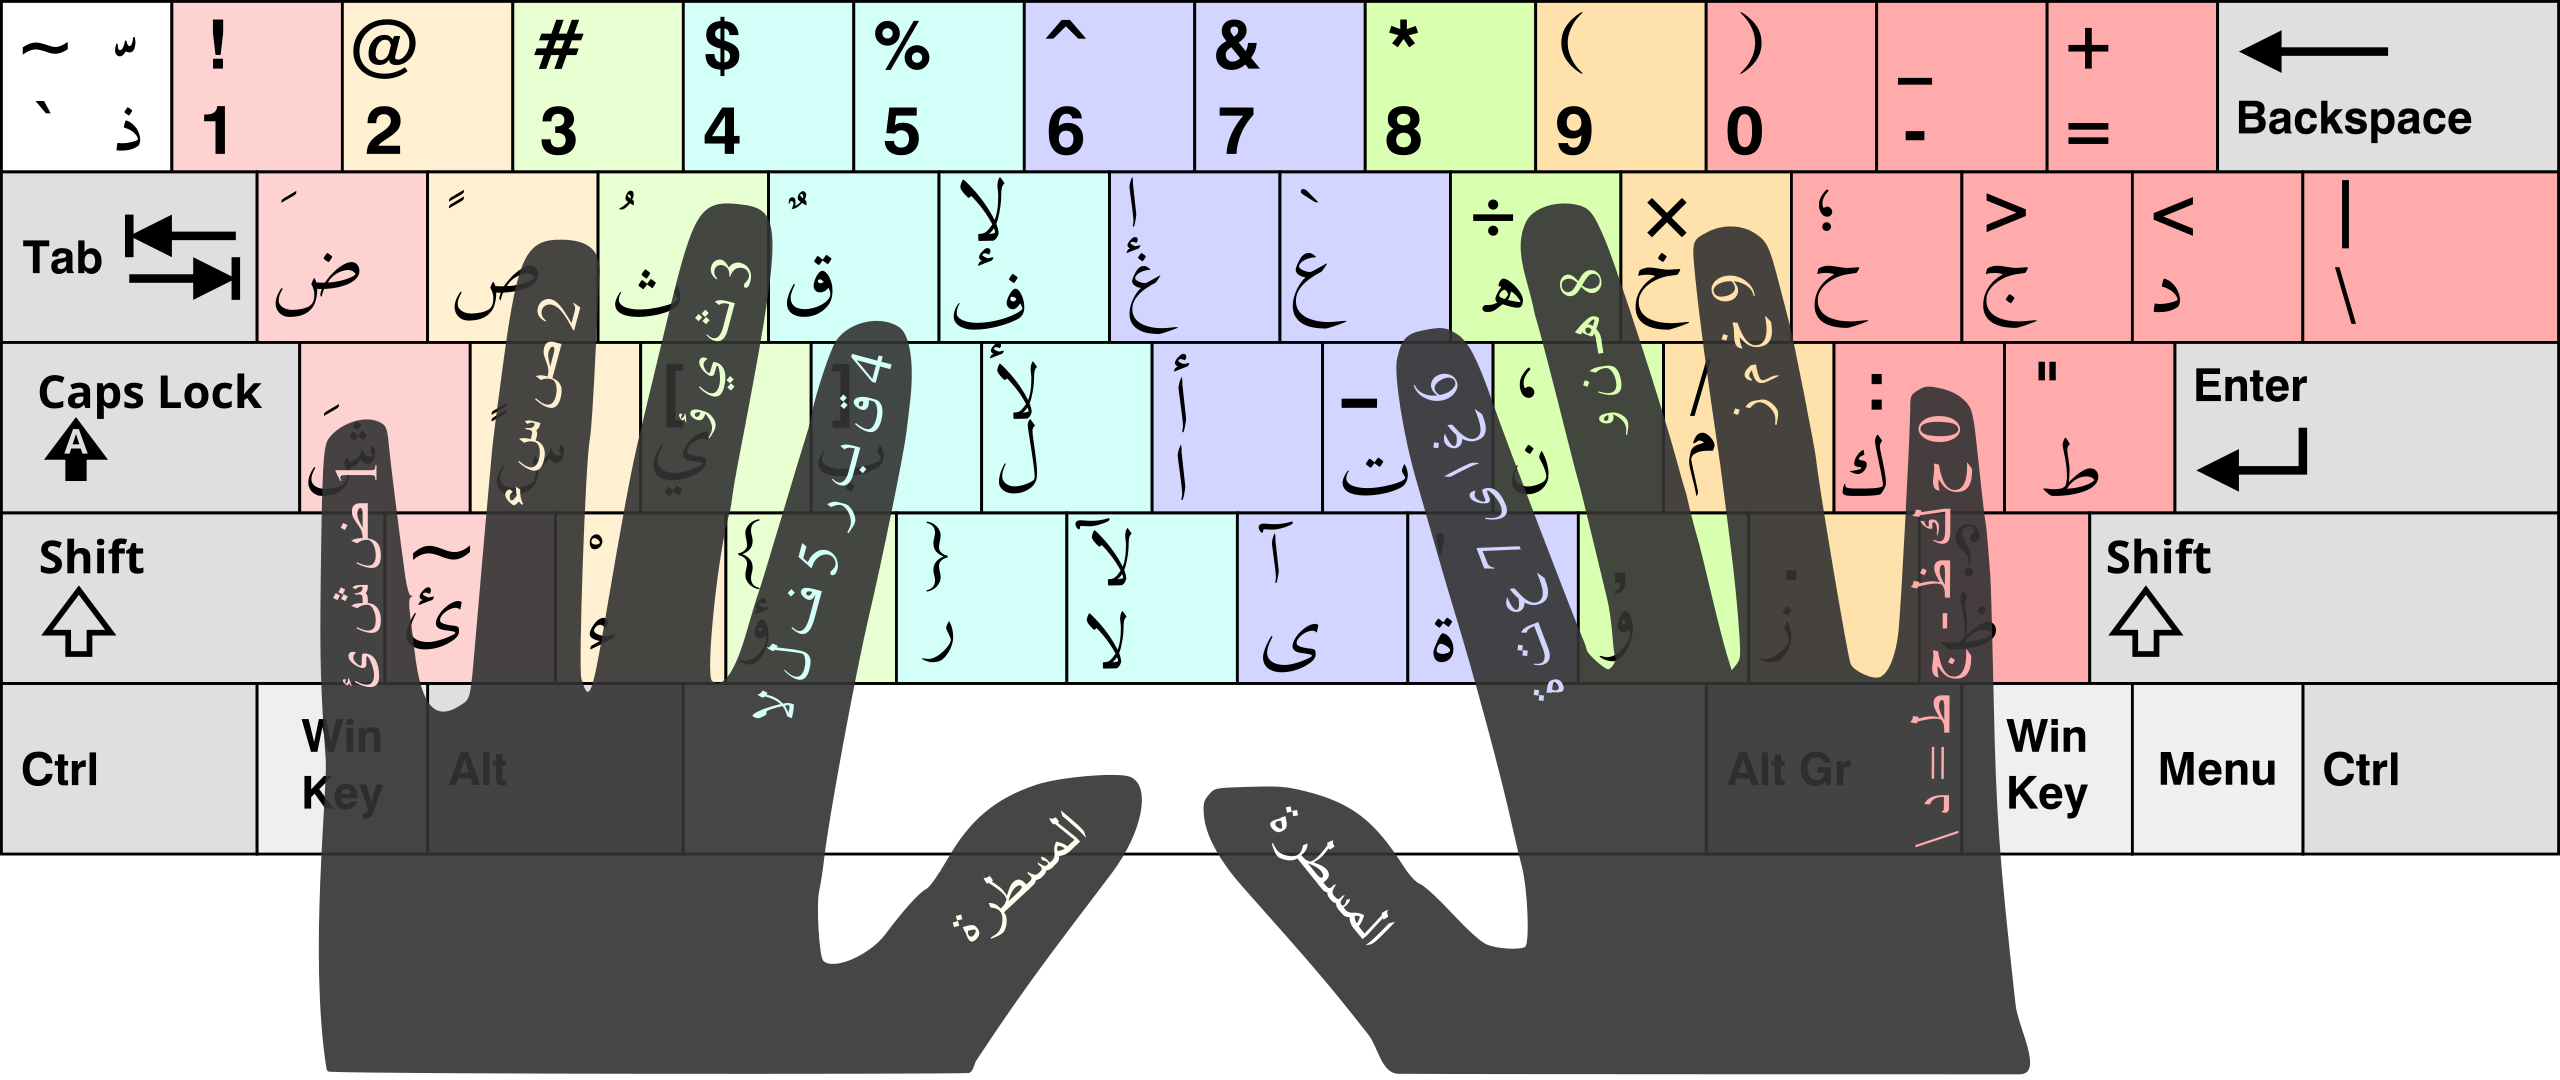 ~ ّ ! @ # $ % ^ & * ( ) _ + Backspace
` ذ 1 2 3 4 5 6 7 8 9 0 - =
Tab َ ً ُ ٌ لإ إ ` ÷ × ؛ > < |
ض ص ث ق ف غ ع ه خ ح ج د \
Caps Lock A [ ] لأ أ ـ ، / : " Enter
ش س ي ب ل ا ت ن م ك ط
Shift ~ ْ { } لآ آ ' , . ؟ Shift
ئ ء ؤ ر لا ى ة و ز ظ
Ctrl Win Key Alt Alt Gr Win Key Menu Ctrl
1 ض ش ئ
2 ص س ء
3 ث ي ؤ
4 ق ب ر 5 ف ل لا
6 غ ا ى 7 ع ت ة
8 ه ن و
9 خ م ز
0 ح ك ظ - ج ط = د \
المسطرة
المسطرة